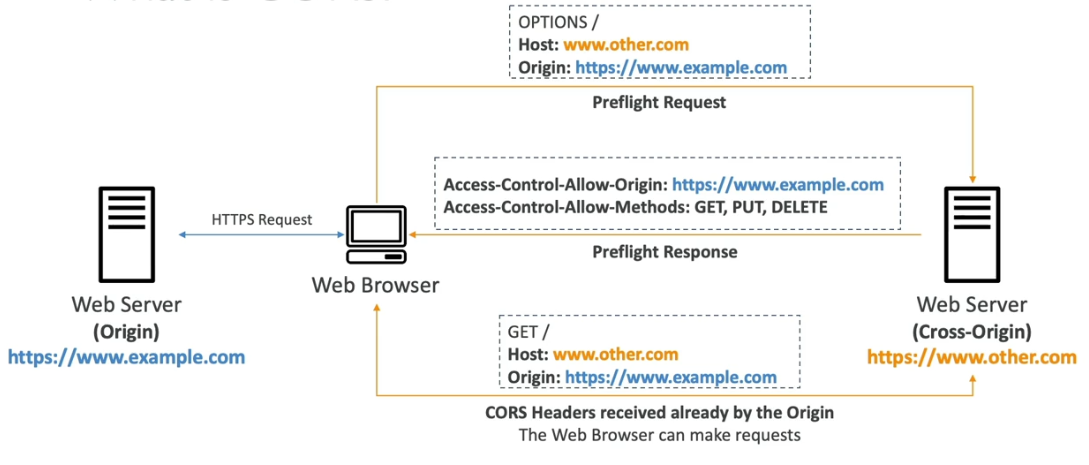 OPTIONS /
Host: www.other.com
Origin: https://www.example.com
Preflight Request
Access-Control-Allow-Origin: https://www.example.com
Access-Control-Allow-Methods: GET, PUT, DELETE
Preflight Response
HTTPS Request
Web Browser
Web Server
(Origin)
https://www.example.com
Web Server
(Cross-Origin)
https://www.other.com
GET /
Host: www.other.com
Origin: https://www.example.com
CORS Headers received already by the Origin
The Web Browser can make requests